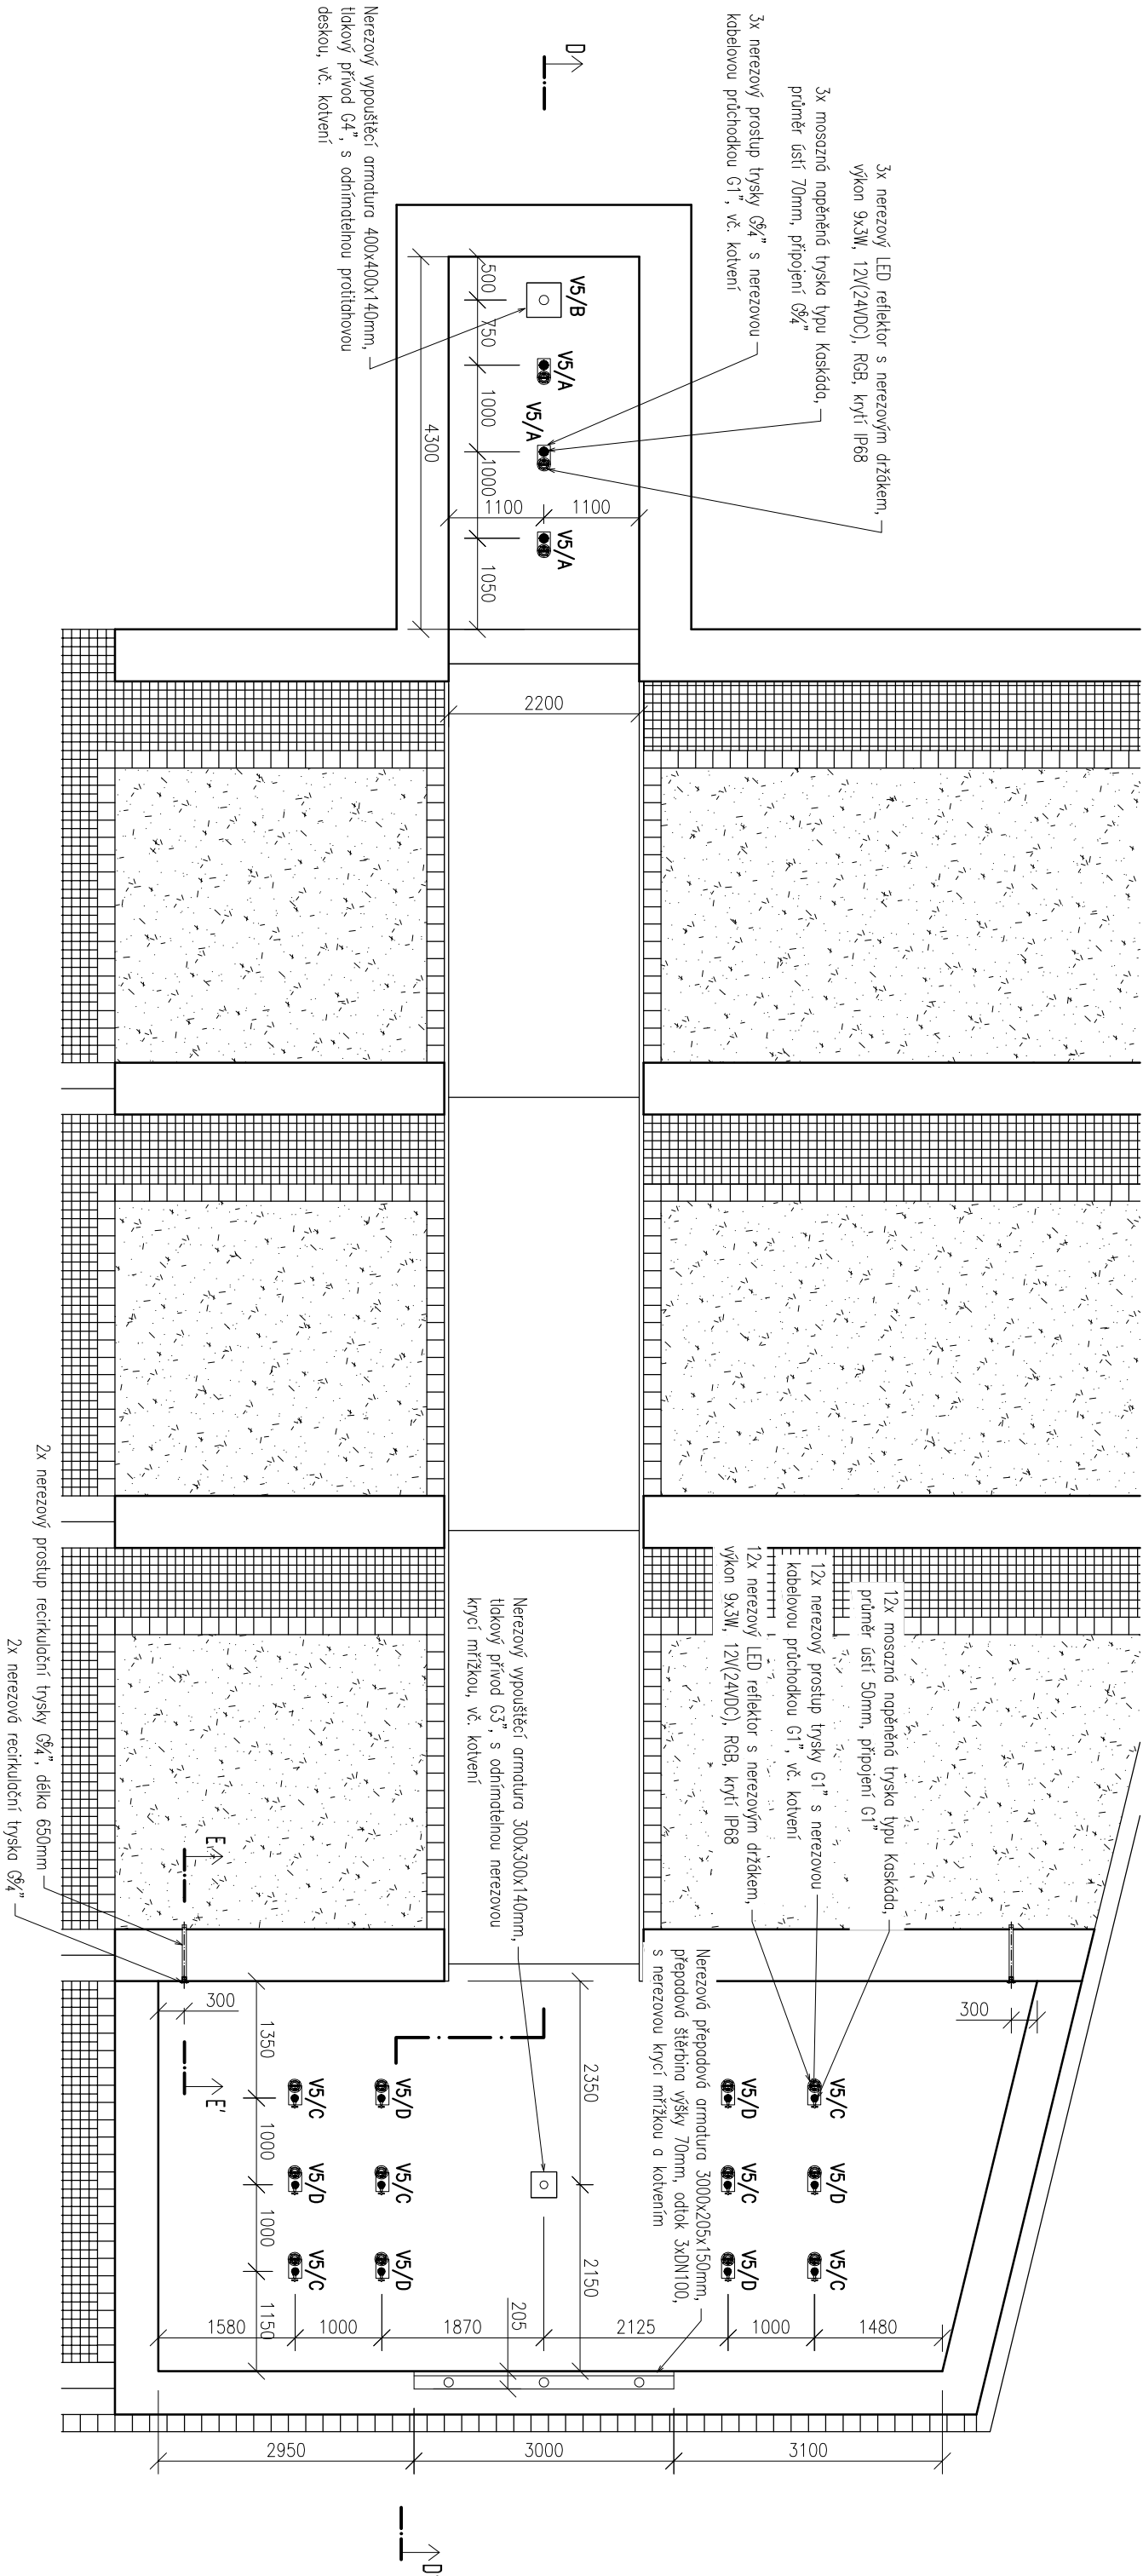 3x nerezový LED reflektor s nerezovým držákem,
výkon 9x3W, 12V(24VDC), RGB, krytí IP68
3x mosazná napěněná tryska typu Kaskáda,
průměr ústí 70mm, připojení G6/4"
3x nerezový prostup trysky G6/4" s nerezovou
kabelovou průchodkou G1", vč. kotvení
D
Nerezový vypouštěcí armatura 400x400x140mm,
tlakový přívod G4", s odnímatelnou protitahovou
deskou, vč. kotvení
V5/B
V5/A
V5/A
V5/A
500
750
1000
1000
1050
4300
1100
1100
2200
12x mosazná napěněná tryska typu Kaskáda,
průměr ústí 50mm, připojení G1"
12x nerezový prostup trysky G1" s nerezovou
kabelovou průchodkou G1", vč. kotvení
12x nerezový LED reflektor s nerezovým držákem,
výkon 9x3W, 12V(24VDC), RGB, krytí IP68
Nerezový vypouštěcí armatura 300x300x140mm,
tlakový přívod G3", s odnímatelnou nerezovou
krycí mřížkou, vč. kotvení
2x nerezový prostup recirkulační trysky G6/4", délka 650mm
2x nerezová recirkulační tryska G6/4"
Nerezová přepadová armatura 3000x205x150mm,
přepadová štěrbina výšky 70mm, odtok 3xDN100,
s nerezovou krycí mřížkou a kotvením
E
E'
300
300
V5/C
V5/D
V5/C
V5/D
V5/C
V5/D
V5/D
V5/C
V5/D
V5/C
V5/D
V5/C
2350
2150
1350
1000
1000
1150
205
1580
1000
1870
2125
1000
1480
2950
3000
3100
D